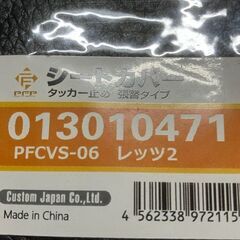 PFP
シートカバー
タッカー止め 張替タイプ
013010471
PFCVS-06 レッツ2
Custom Japan Co.,Ltd.
Made in China
4 562338 972115